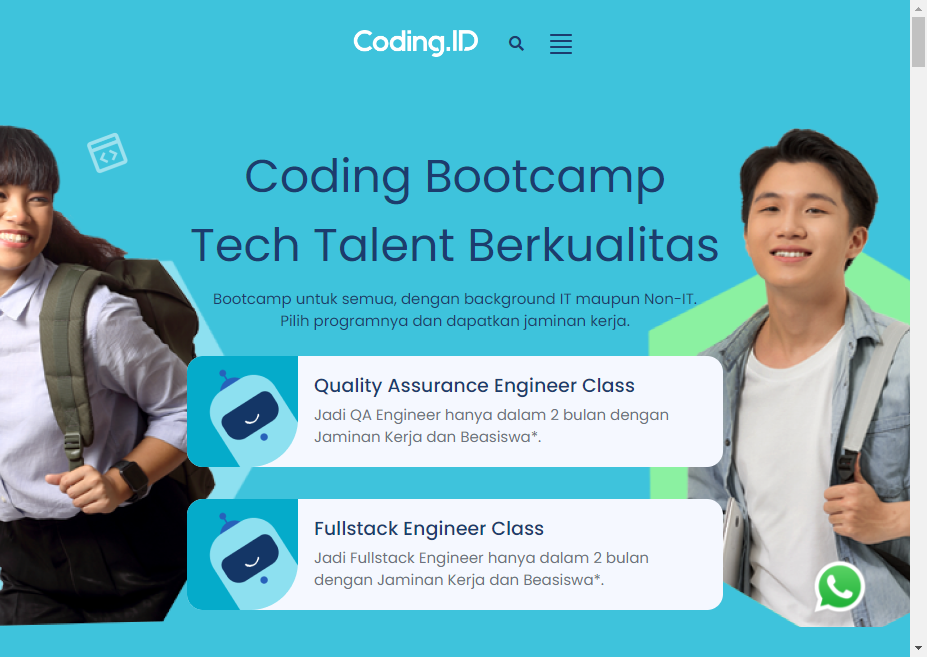 Coding.ID
Coding Bootcamp
Tech Talent Berkualitas
Bootcamp untuk semua, dengan background IT maupun Non-IT.
Pilih programnya dan dapatkan jaminan kerja.
Quality Assurance Engineer Class
Jadi QA Engineer hanya dalam 2 bulan dengan
Jaminan Kerja dan Beasiswa*.
Fullstack Engineer Class
Jadi Fullstack Engineer hanya dalam 2 bulan
dengan Jaminan Kerja dan Beasiswa*.